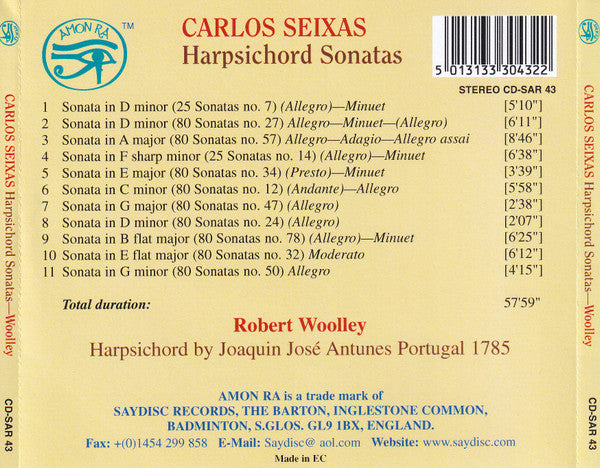 CARLOS SEIXAS Harpsichord Sonatas—Woolley
CD-SAR 43
AMON RA
TM
CARLOS SEIXAS
Harpsichord Sonatas
5 013133 304322
STEREO CD-SAR 43
1 Sonata in D minor (25 Sonatas no. 7) (Allegro)—Minuet [5'10"]
2 Sonata in D minor (80 Sonatas no. 27) Allegro—Minuet—(Allegro) [6'11"]
3 Sonata in A major (80 Sonatas no. 57) Allegro—Adagio—Allegro assai [8'46"]
4 Sonata in F sharp minor (25 Sonatas no. 14) (Allegro)—Minuet [6'38"]
5 Sonata in E major (80 Sonatas no. 34) (Presto)—Minuet [3'39"]
6 Sonata in C minor (80 Sonatas no. 12) (Andante)—Allegro [5'58"]
7 Sonata in G major (80 Sonatas no. 47) (Allegro) [2'38"]
8 Sonata in D minor (80 Sonatas no. 24) (Allegro) [2'07"]
9 Sonata in B flat major (80 Sonatas no. 78) (Allegro)—Minuet [6'25"]
10 Sonata in E flat major (80 Sonatas no. 32) Moderato [6'12"]
11 Sonata in G minor (80 Sonatas no. 50) Allegro [4'15"]
Total duration: 57'59"
Robert Woolley
Harpsichord by Joaquin José Antunes Portugal 1785
AMON RA is a trade mark of
SAYDISC RECORDS, THE BARTON, INGLESTONE COMMON,
BADMINTON, S.GLOS. GL9 1BX, ENGLAND.
Fax: +(0)1454 299 858 E-Mail: Saydisc@aol.com Website: www.saydisc.com
Made in EC
CARLOS SEIXAS Harpsichord Sonatas—Woolley
CD-SAR 43